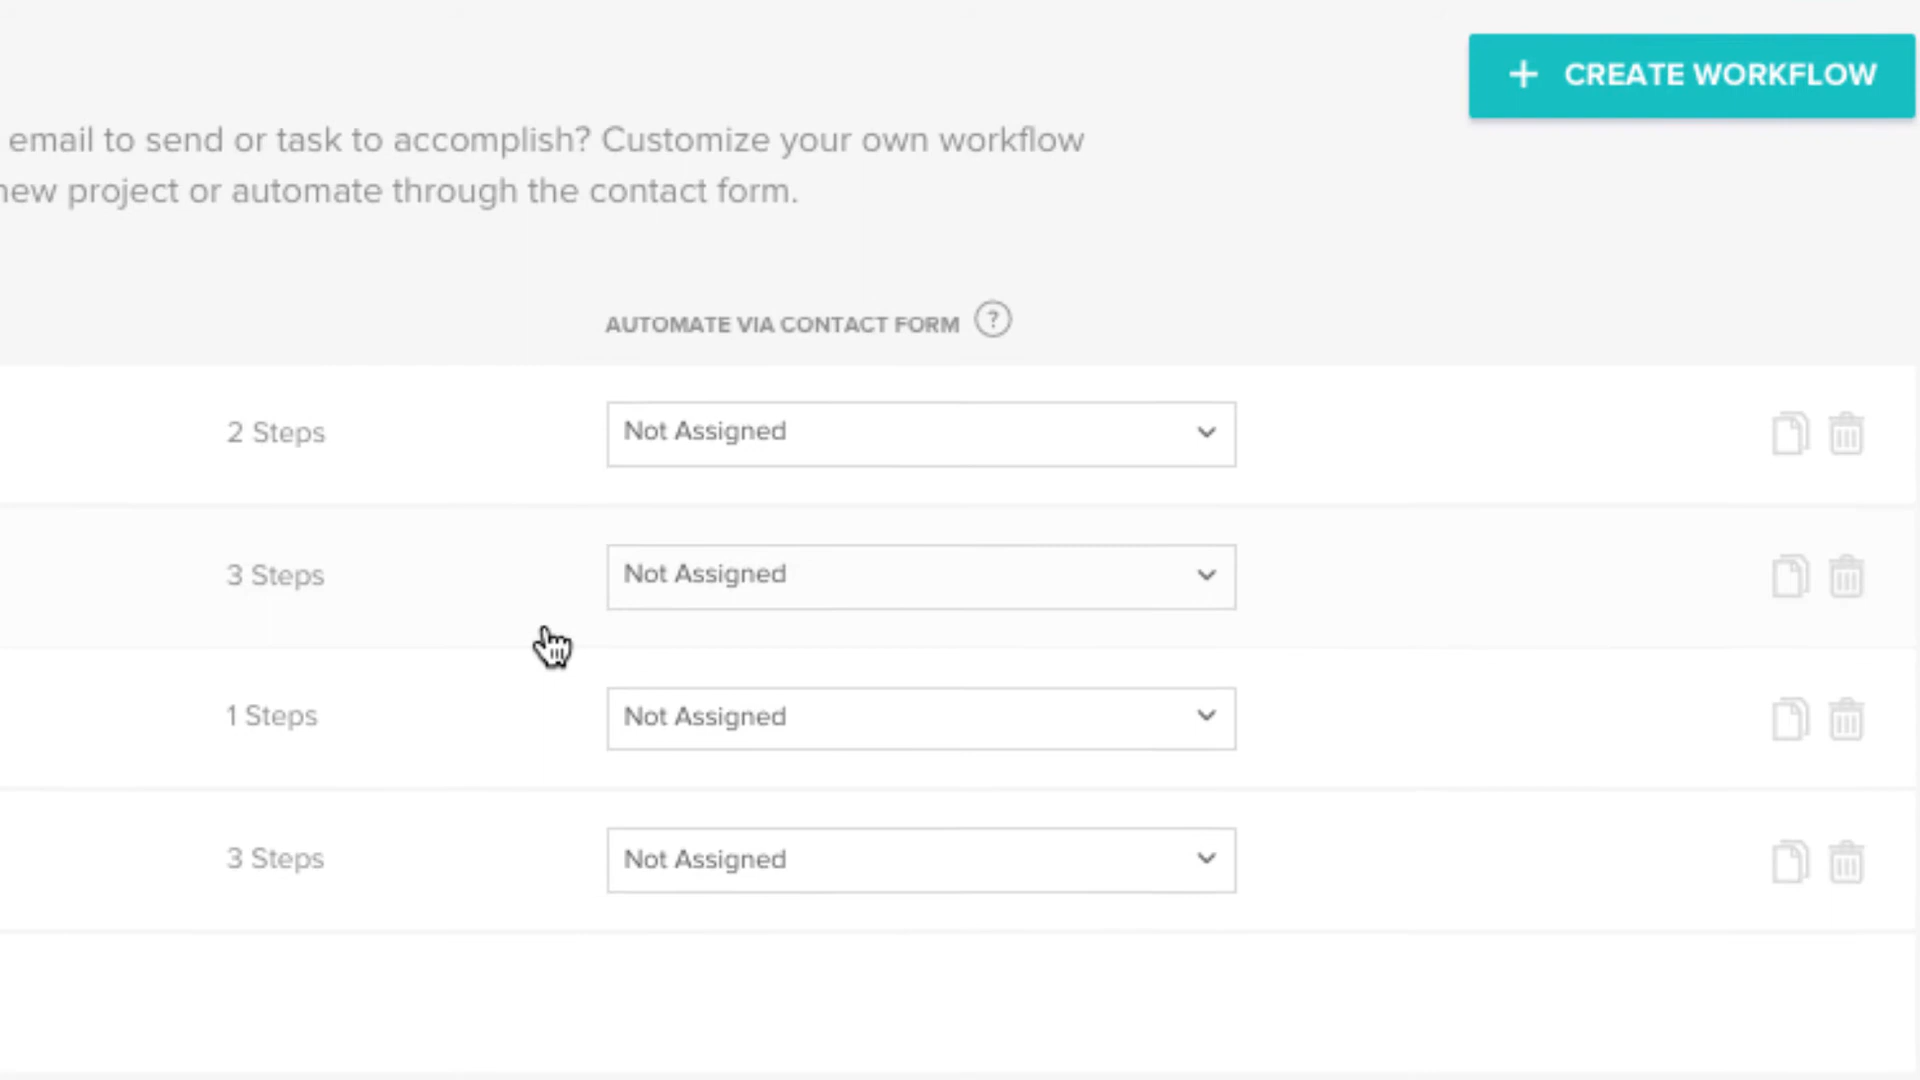 + CREATE WORKFLOW
email to send or task to accomplish? Customize your own workflow
new project or automate through the contact form.
AUTOMATE VIA CONTACT FORM ?
2 Steps Not Assigned
3 Steps Not Assigned
1 Steps Not Assigned
3 Steps Not Assigned